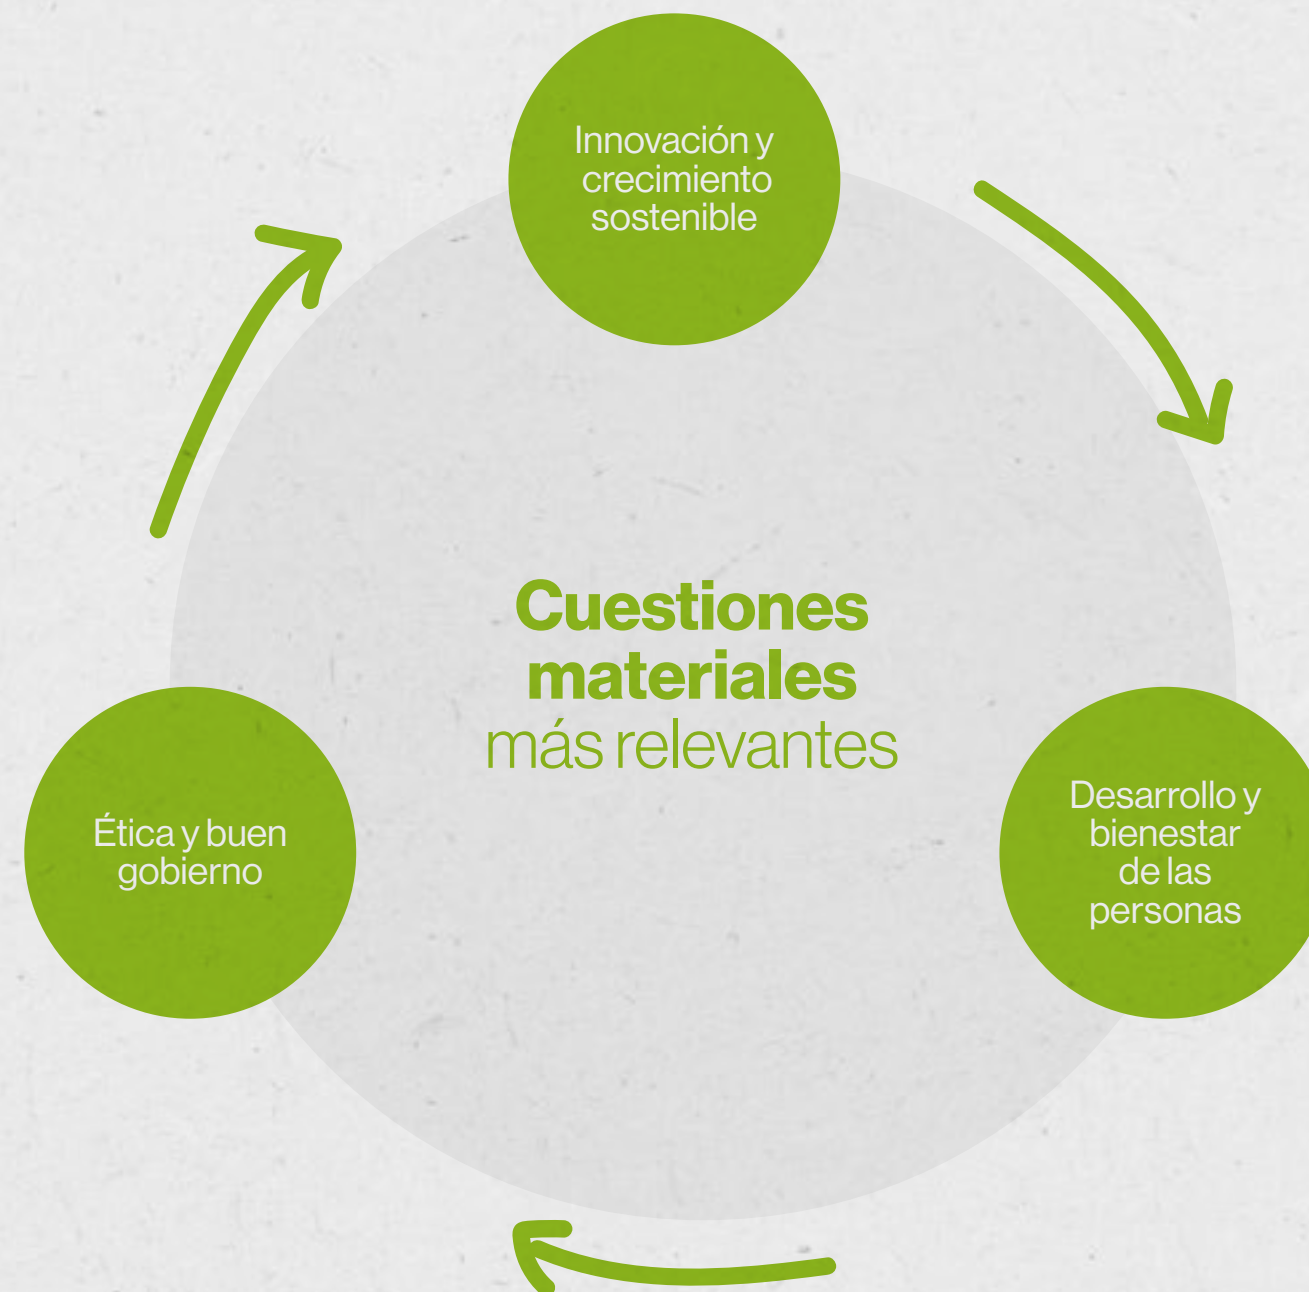 Innovación y
crecimiento
sostenible
Cuestiones
materiales
más relevantes
Ética y buen
gobierno
Desarrollo y
bienestar
de las
personas